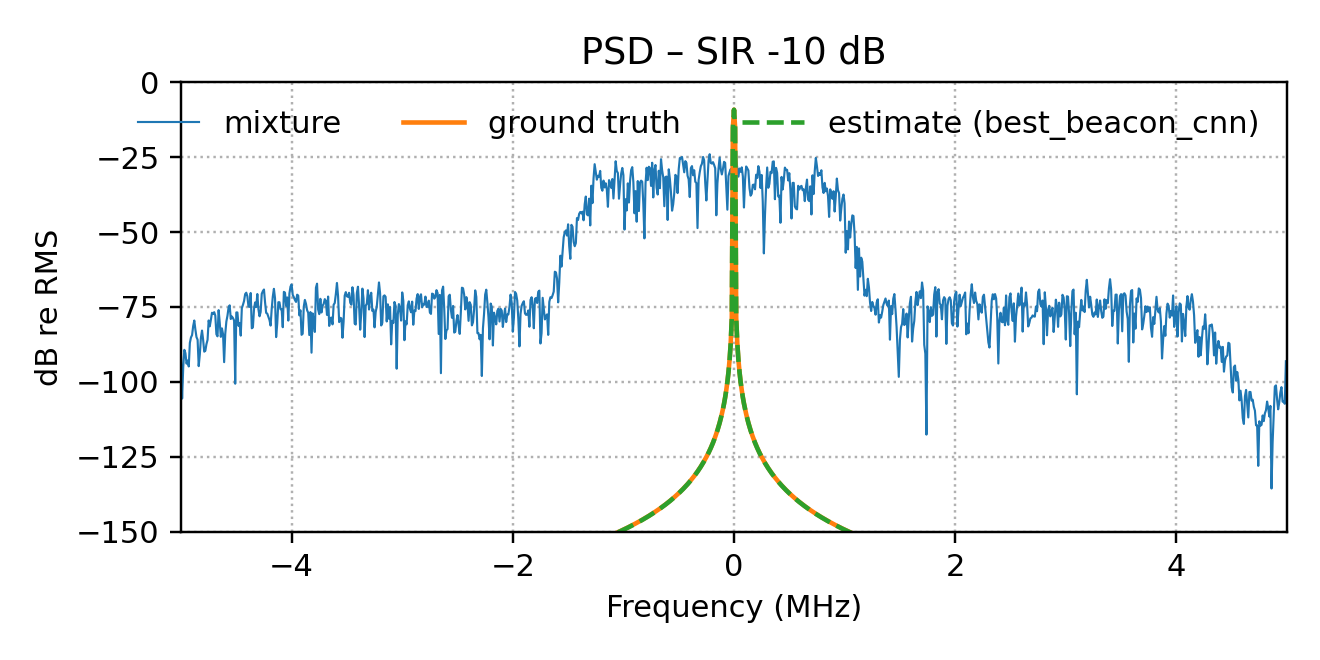 PSD – SIR -10 dB
mixture ground truth estimate (best_beacon_cnn)
0
−25
−50
−75
−100
−125
−150
dB re RMS
−4 −2 0 2 4
Frequency (MHz)